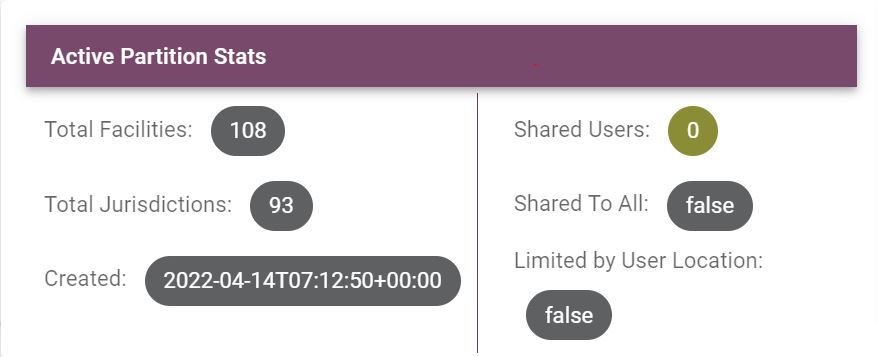 Active Partition Stats
Total Facilities: 108
Total Jurisdictions: 93
Created: 2022-04-14T07:12:50+00:00
Shared Users: 0
Shared To All: false
Limited by User Location:
false